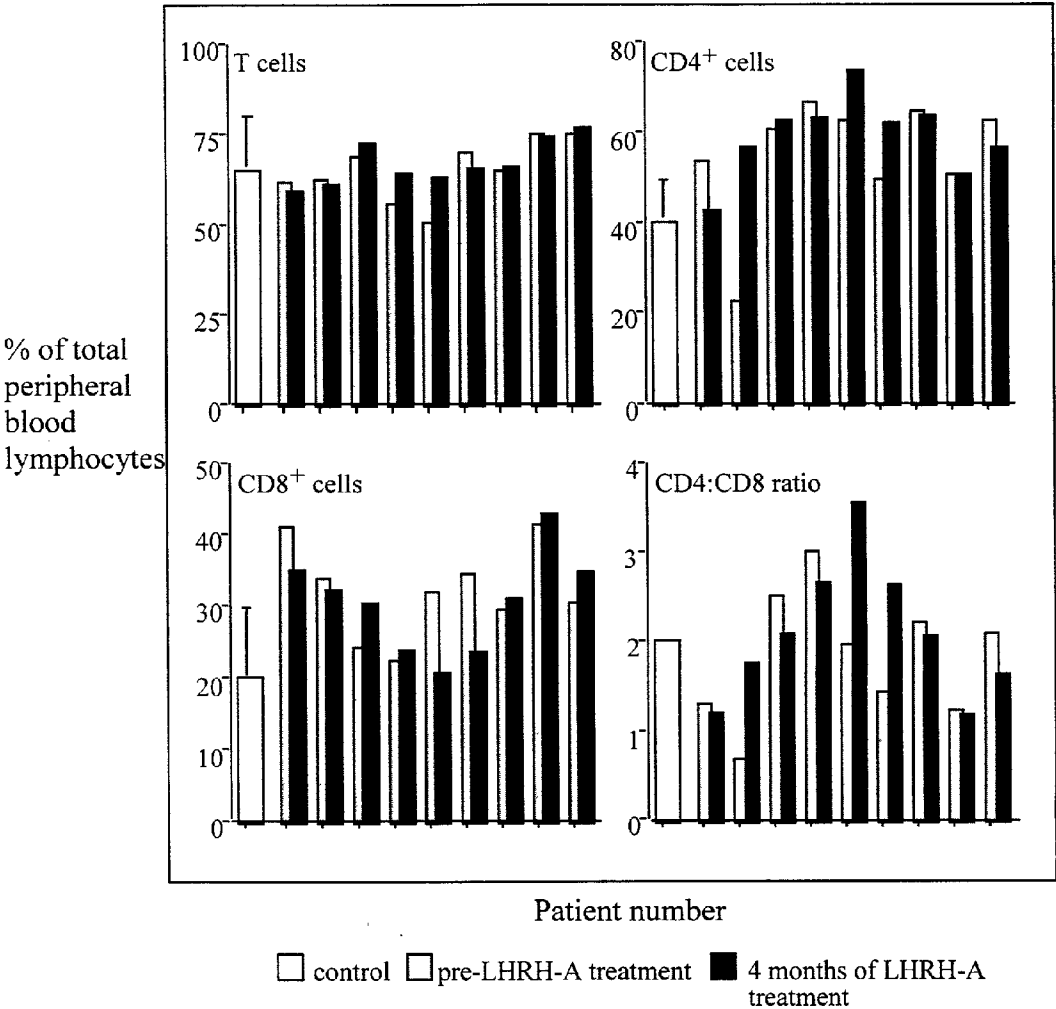 T cells
100
75
50
25
0
CD4+ cells
80
60
40
20
0
% of total
peripheral
blood
lymphocytes
CD8+ cells
50
40
30
20
10
0
CD4:CD8 ratio
4
3
2
1
0
Patient number
control pre-LHRH-A treatment 4 months of LHRH-A
treatment